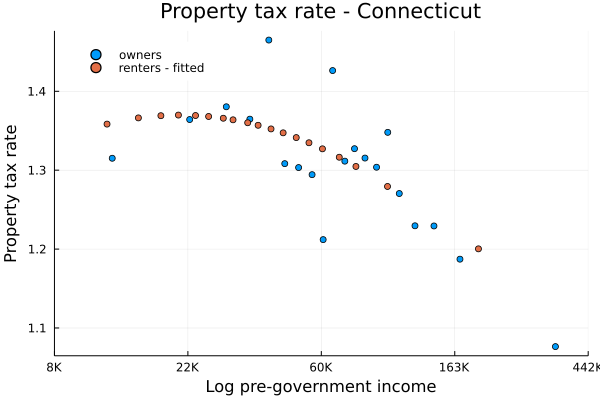 Property tax rate - Connecticut
owners
renters - fitted
Property tax rate
1.4
1.3
1.2
1.1
8K
22K
60K
163K
442K
Log pre-government income